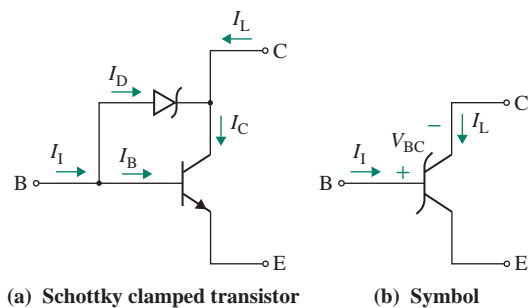 I_L
C
I_D
I_C
I_I
I_B
B
E
(a) Schottky clamped transistor
C
V_BC
−
I_L
I_I
+
B
E
(b) Symbol